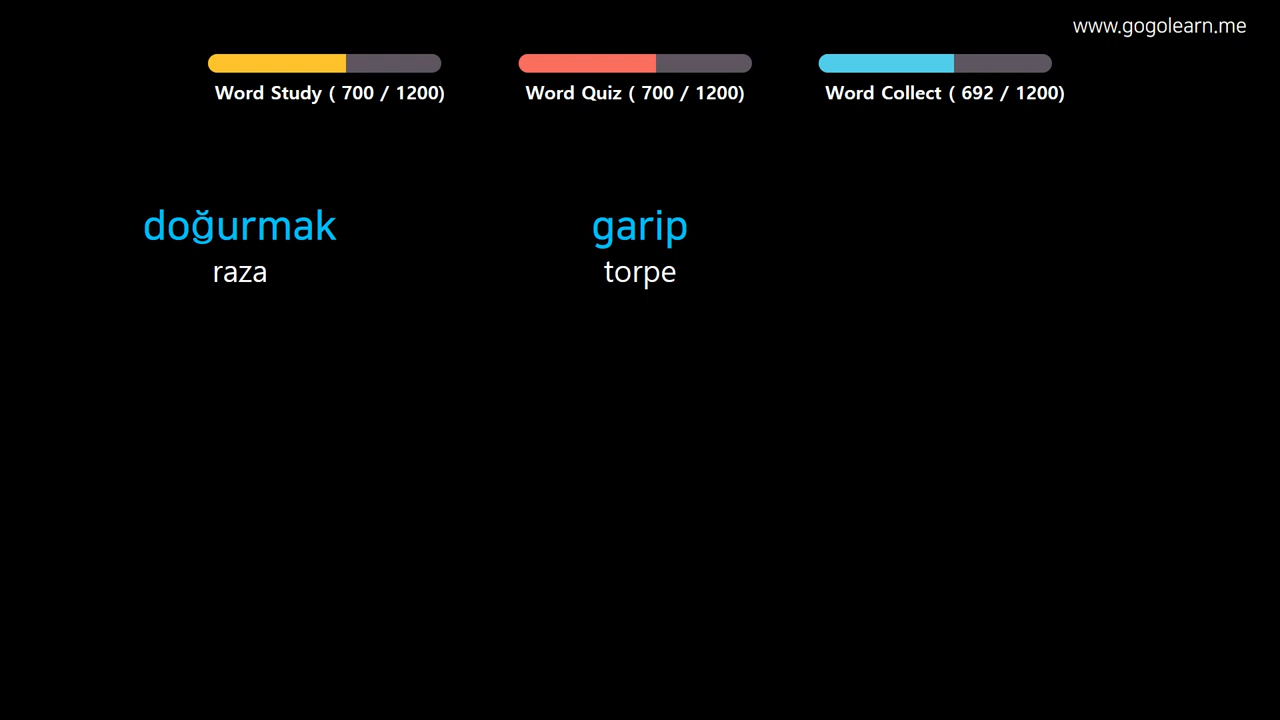 www.gogolearn.me
Word Study ( 700 / 1200)
Word Quiz ( 700 / 1200)
Word Collect ( 692 / 1200)
doğurmak
raza
garip
torpe